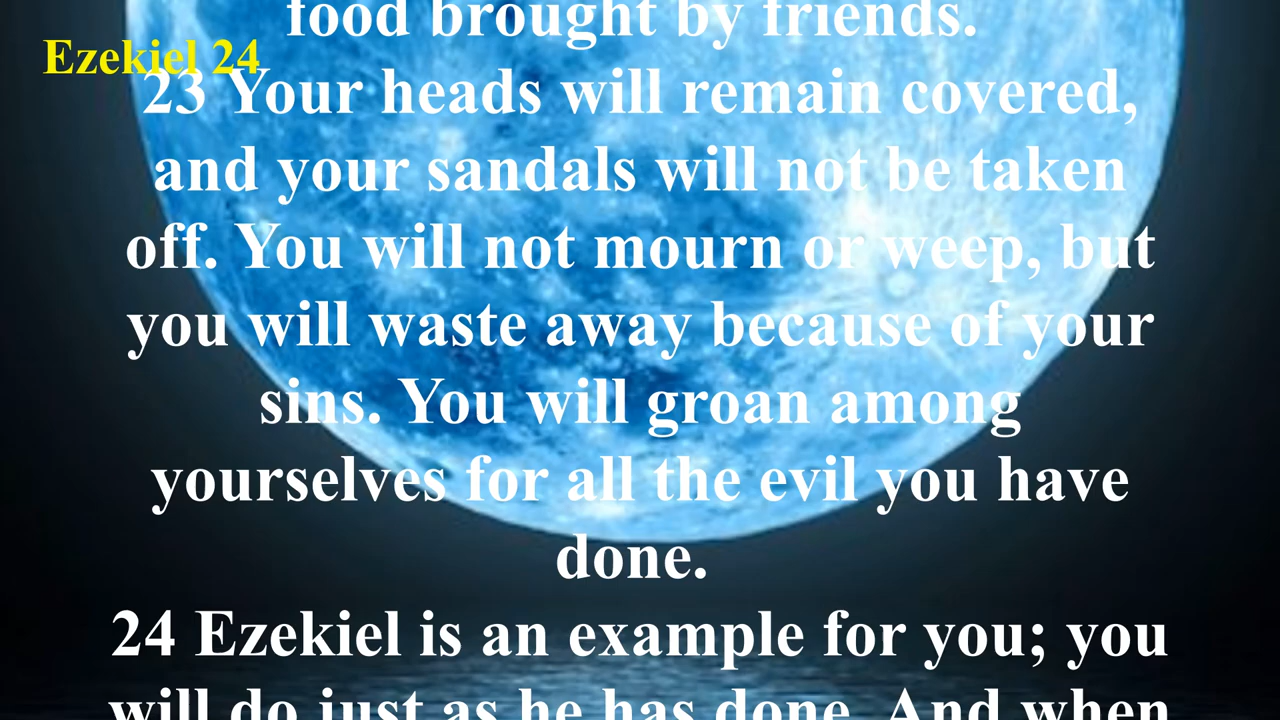 food brought by friends.
Ezekiel 24
23 Your heads will remain covered,
and your sandals will not be taken
off. You will not mourn or weep, but
you will waste away because of your
sins. You will groan among
yourselves for all the evil you have
done.
24 Ezekiel is an example for you; you
will do just as he has done. And when